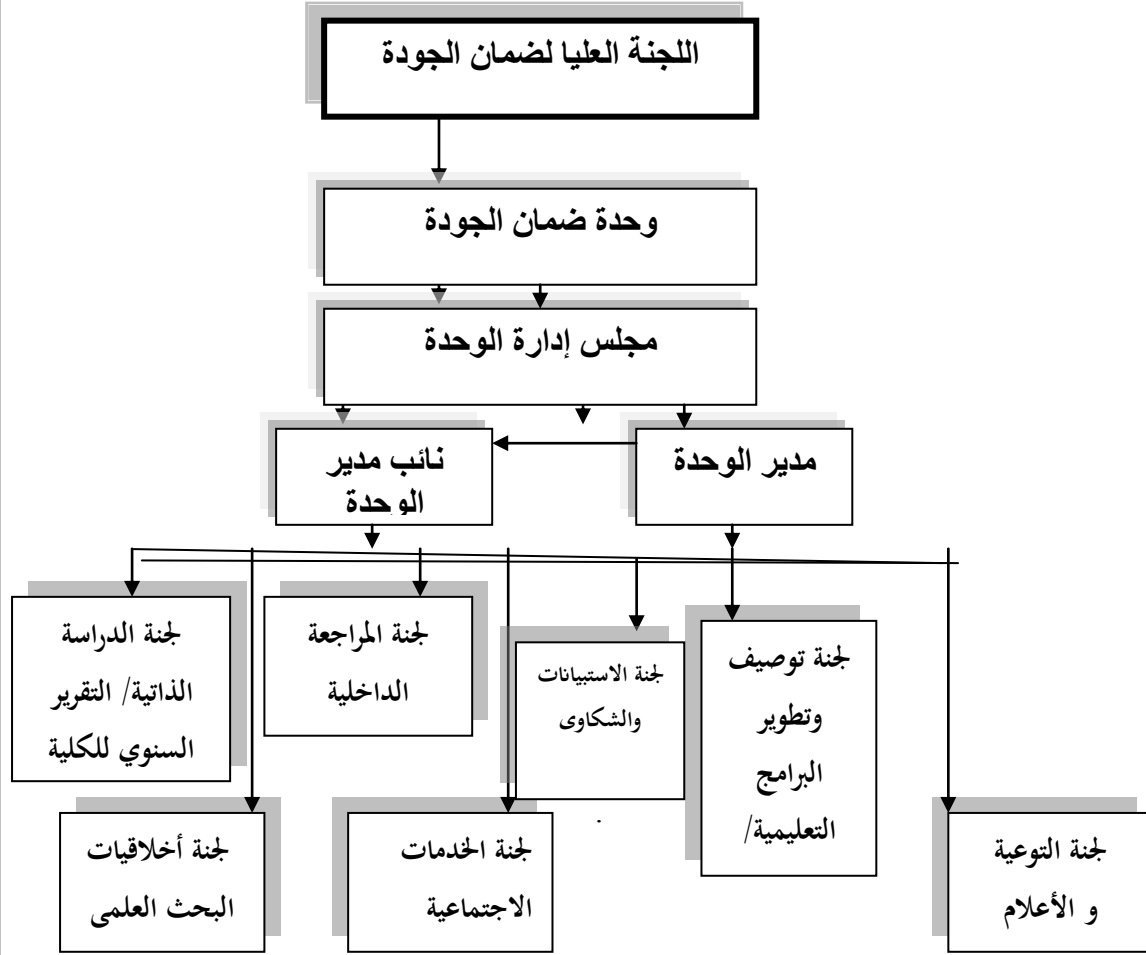 اللجنة العليا لضمان الجودة
وحدة ضمان الجودة
مجلس إدارة الوحدة
مدير الوحدة
نائب مدير
الوحدة
لجنة توصيف
وتطوير
البرامج
التعليمية/
لجنة الاستبيانات
والشكاوى
لجنة المراجعة
الداخلية
لجنة الدراسة
الذاتية/ التقرير
السنوي للكلية
لجنة التوعية
و الأعلام
لجنة الخدمات
الاجتماعية
لجنة أخلاقيات
البحث العلمى